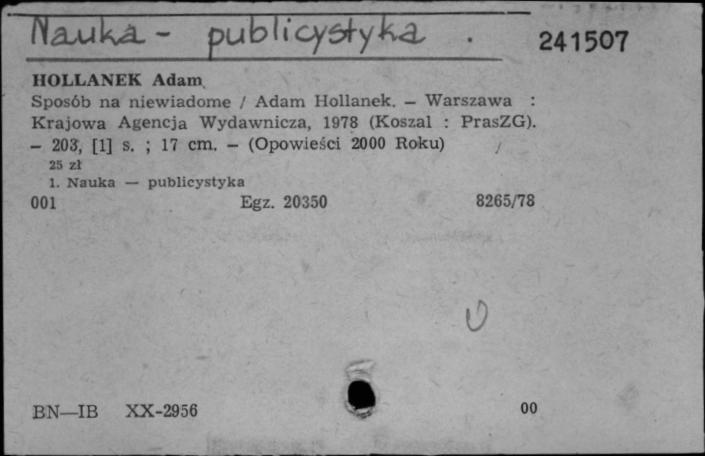 Nauka - publicystyka .
241507
HOLLANEK Adam
Sposób na niewiadome / Adam Hollanek. — Warszawa :
Krajowa Agencja Wydawnicza, 1978 (Koszal : PrasZG).
— 203, [1] s. ; 17 cm. — (Opowieści 2000 Roku)
25 zł
1. Nauka — publicystyka
001 Egz. 20350 8265/78
BN—IB XX-2956 00